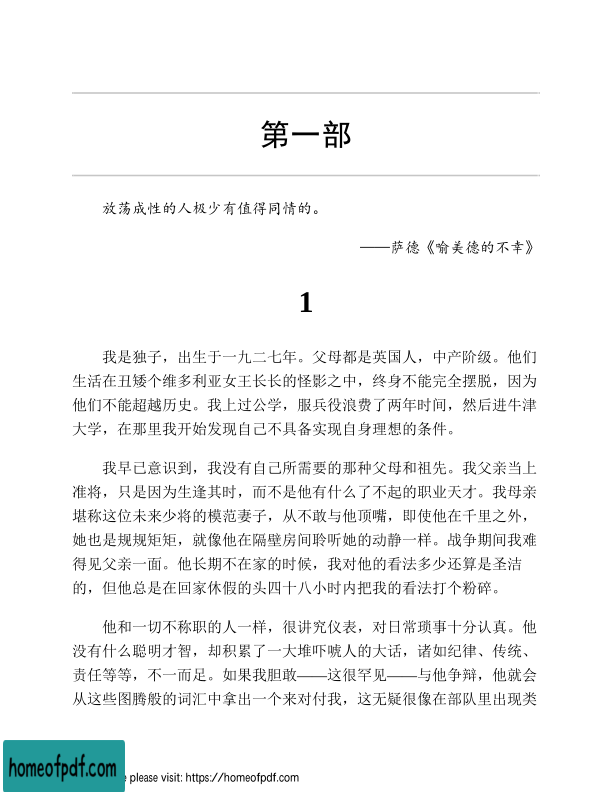 第一部
放荡成性的人极少有值得同情的。
——萨德《喻美德的不幸》
1
我是独子，出生于一九二七年。父母都是英国人，中产阶级。他们
生活在丑矮个维多利亚女王长长的怪影之中，终身不能完全摆脱，因为
他们不能超越历史。我上过公学，服兵役浪费了两年时间，然后进牛津
大学，在那里我开始发现自己不具备实现自身理想的条件。
我早已意识到，我没有自己所需要的那种父母和祖先。我父亲当上
准将，只是因为生逢其时，而不是他有什么了不起的职业天才。我母亲
堪称这位未来少将的模范妻子，从不敢与他顶嘴，即使他在千里之外，
她也是规规矩矩，就像他在隔壁房间聆听她的动静一样。战争期间我难
得见父亲一面。他长期不在家的时候，我对他的看法多少还算是圣洁
的，但他总是在回家休假的头四十八小时内把我的看法打个粉碎。
他和一切不称职的人一样，很讲究仪表，对日常琐事十分认真。他
没有什么聪明才智，却积累了一大堆吓唬人的大话，诸如纪律、传统、
责任等等，不一而足。如果我胆敢——这很罕见——与他争辩，他就会
从这些图腾般的词汇中拿出一个来对付我，这无疑很像在部队里出现类
homeofpdf.com
e please visit: https://homeofpdf.com